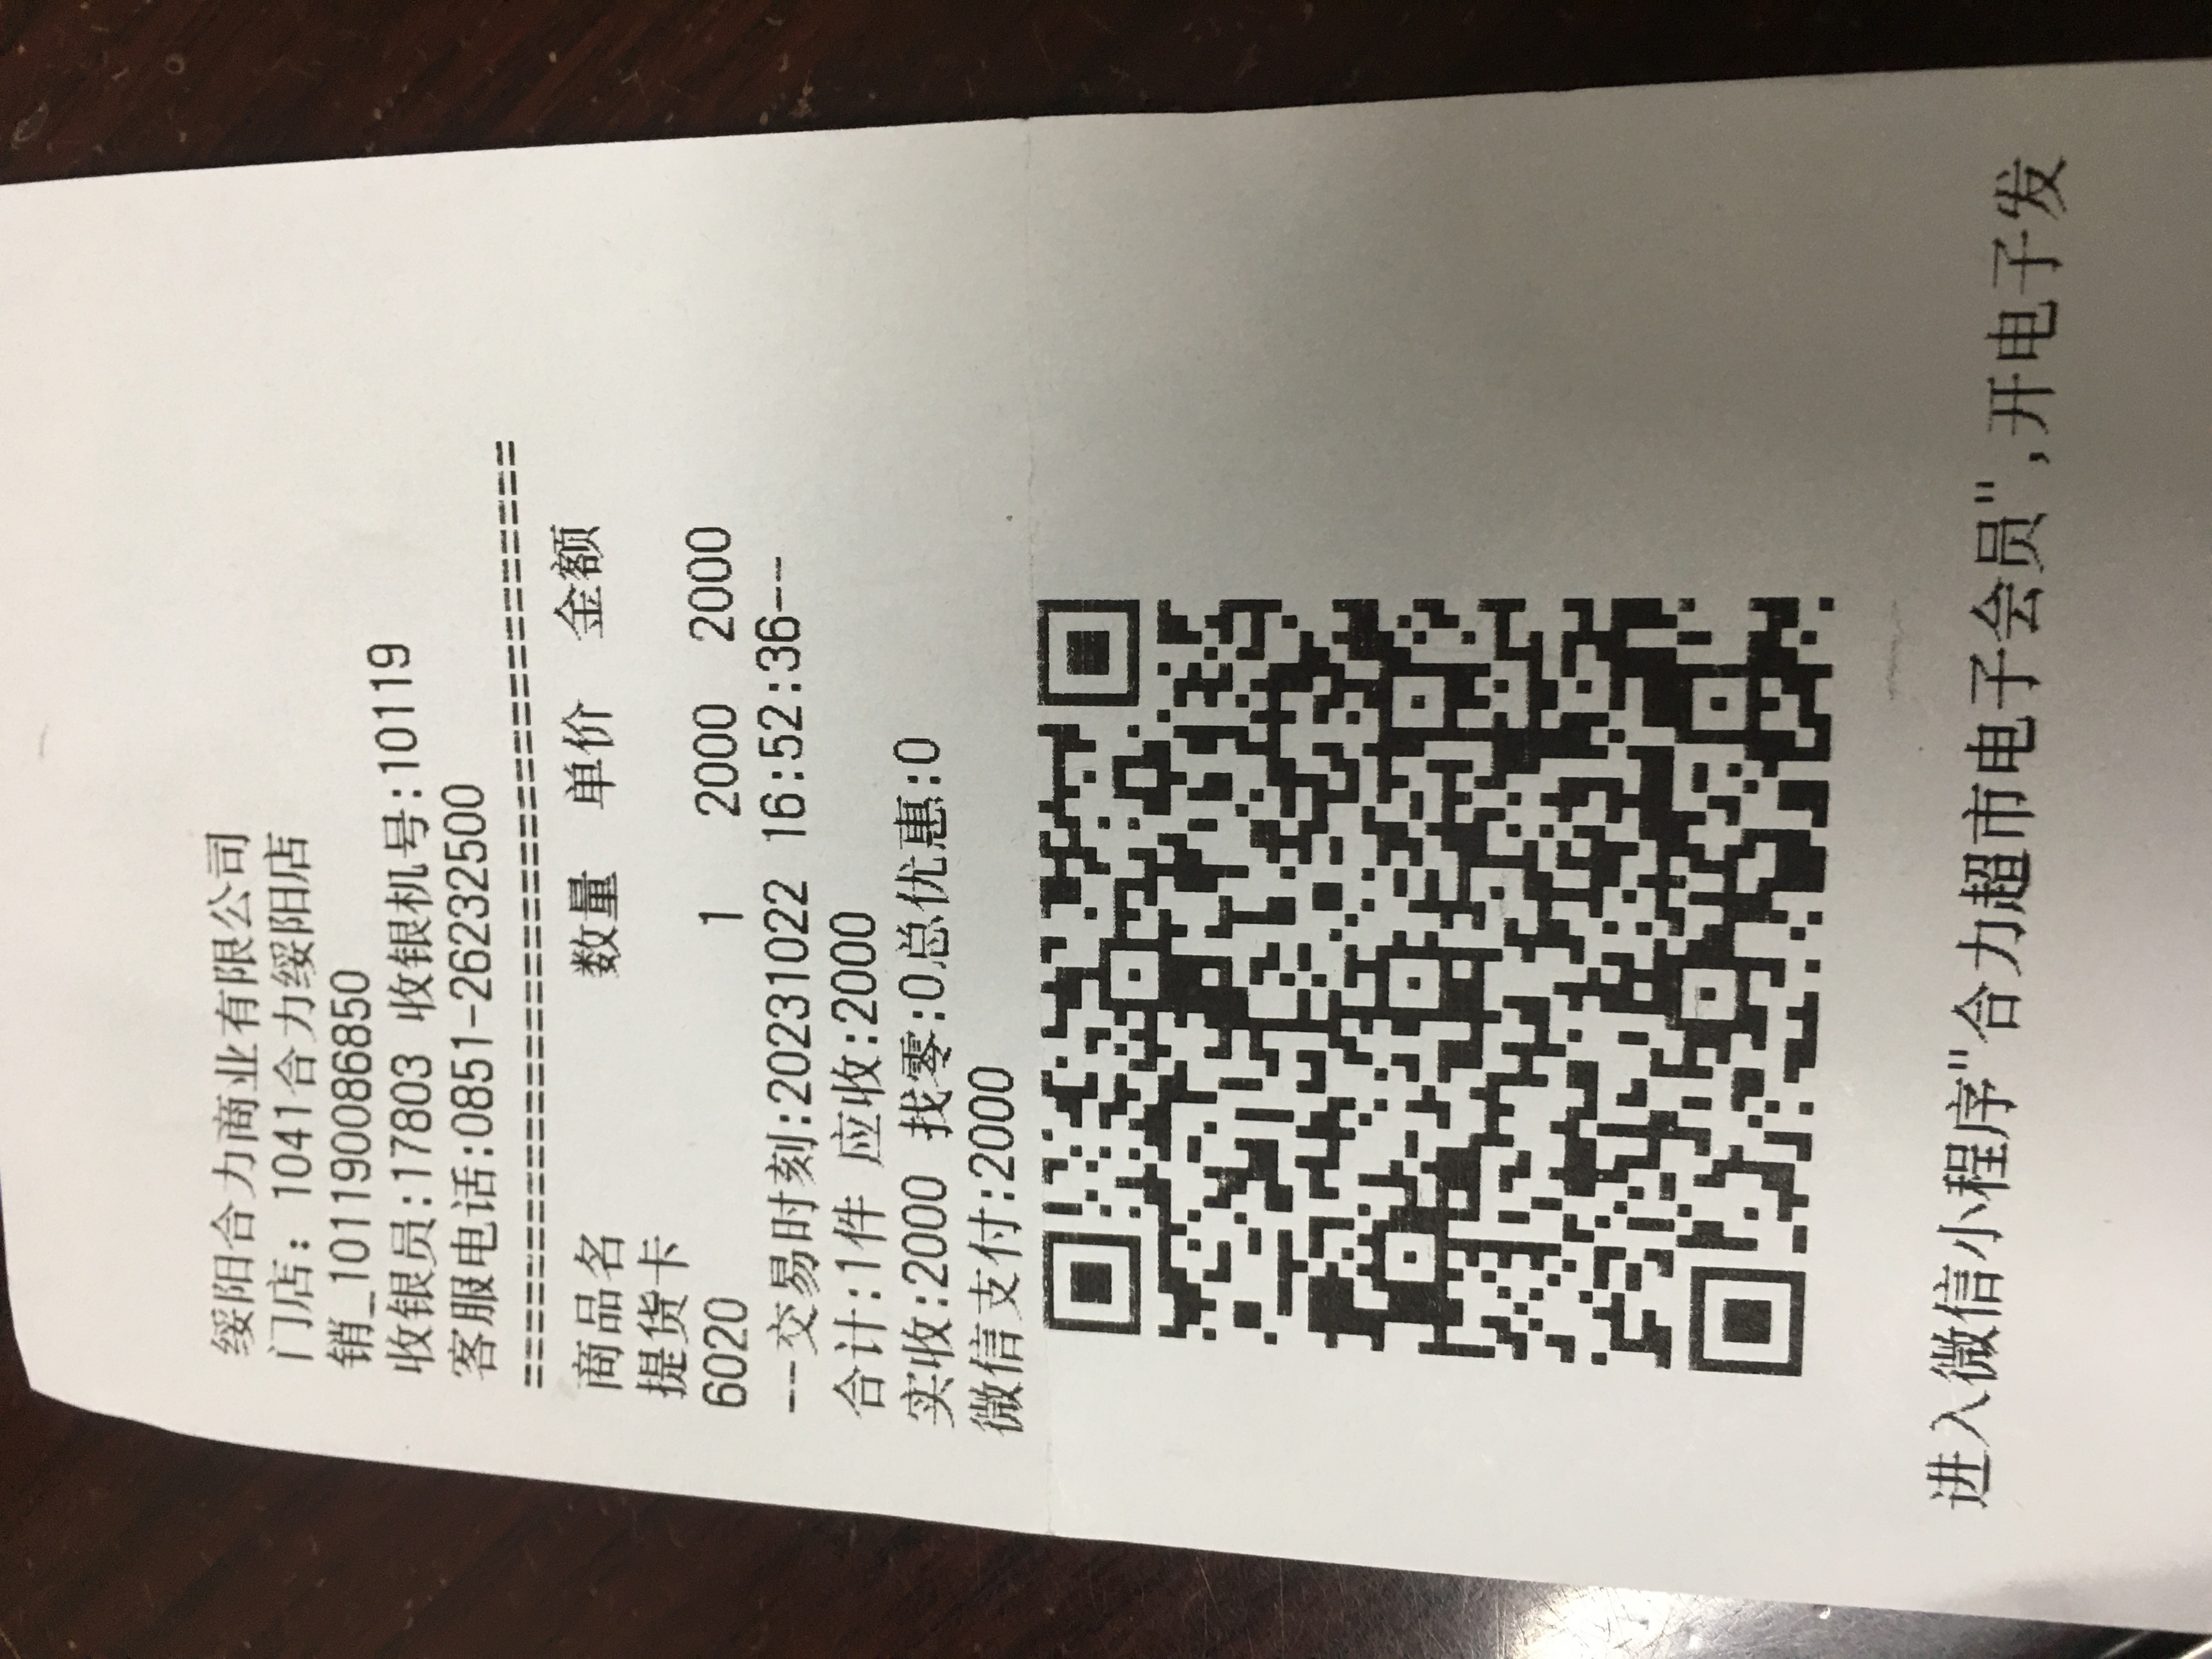 绥阳合力商业有限公司
门店: 1041合力绥阳店
销_1011900868​50
收银员:17803 收银机号:10119
客服电话:0851-26232500
================================
商品名 数量 单价 金额
提货卡
6020 1 2000 2000
--交易时刻:20231022 16:52:36--
合计:1件 应收:2000
实收:2000 找零:0总优惠:0
微信支付:2000
进入微信小程序"合力超市电子会员",开电子发